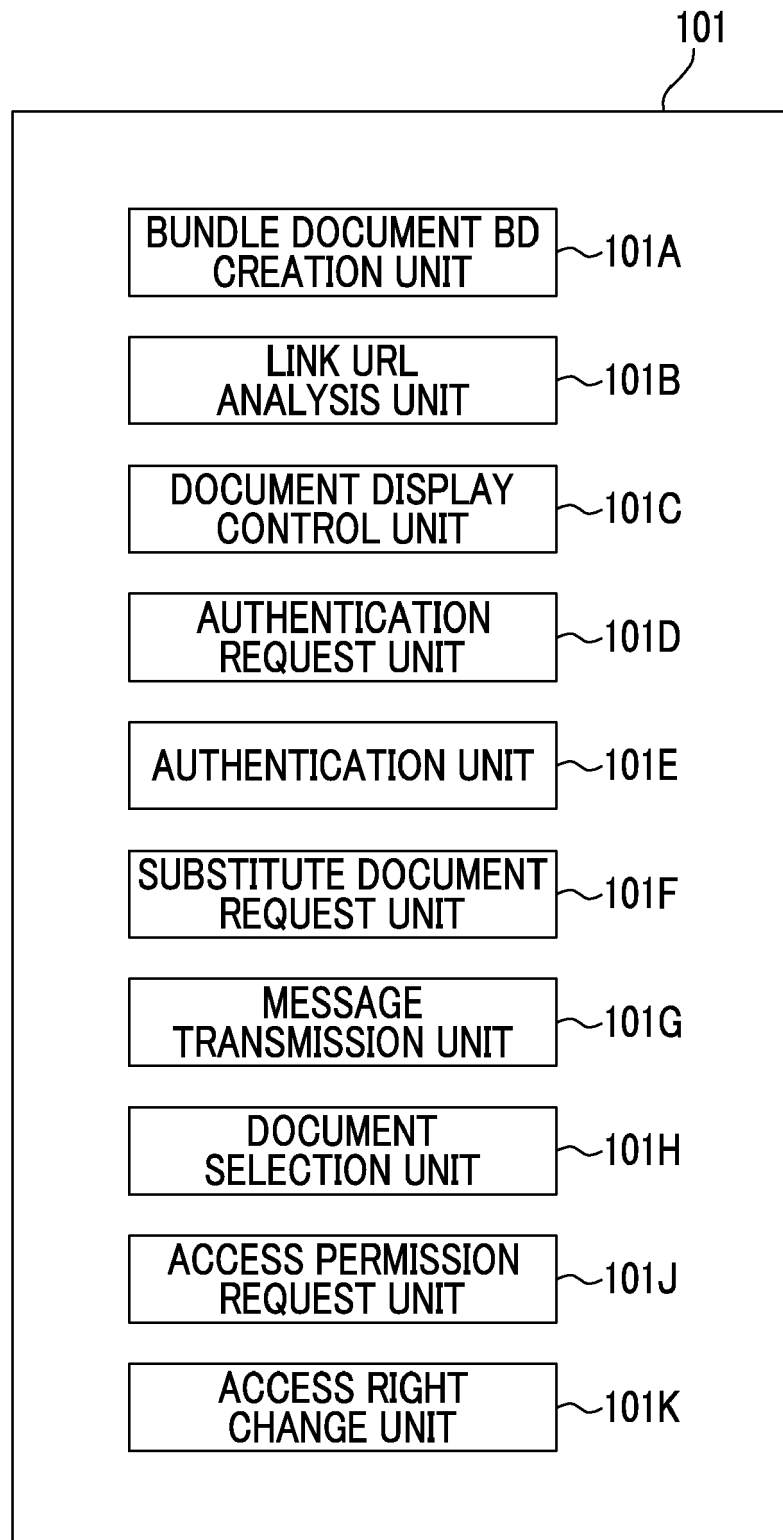 101
BUNDLE DOCUMENT BD
CREATION UNIT
101A
LINK URL
ANALYSIS UNIT
101B
DOCUMENT DISPLAY
CONTROL UNIT
101C
AUTHENTICATION
REQUEST UNIT
101D
AUTHENTICATION UNIT
101E
SUBSTITUTE DOCUMENT
REQUEST UNIT
101F
MESSAGE
TRANSMISSION UNIT
101G
DOCUMENT
SELECTION UNIT
101H
ACCESS PERMISSION
REQUEST UNIT
101J
ACCESS RIGHT
CHANGE UNIT
101K